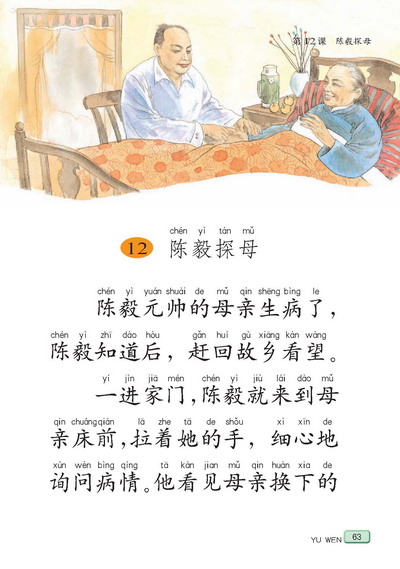 第12课 陈毅探母
chén yì tàn mǔ
12 陈毅探母
chén yì yuán shuài de mǔ qin shēng bìng le
陈毅元帅的母亲生病了，
chén yì zhī dào hòu gǎn huí gù xiāng kàn wàng
陈毅知道后，赶回故乡看望。
yí jìn jiā mén chén yì jiù lái dào mǔ
一进家门，陈毅就来到母
qin chuáng qián lā zhe tā de shǒu xì xīn de
亲床前，拉着她的手，细心地
xún wèn bìng qíng tā kàn jiàn mǔ qin huàn xià de
询问病情。他看见母亲换下的
YU WEN 63